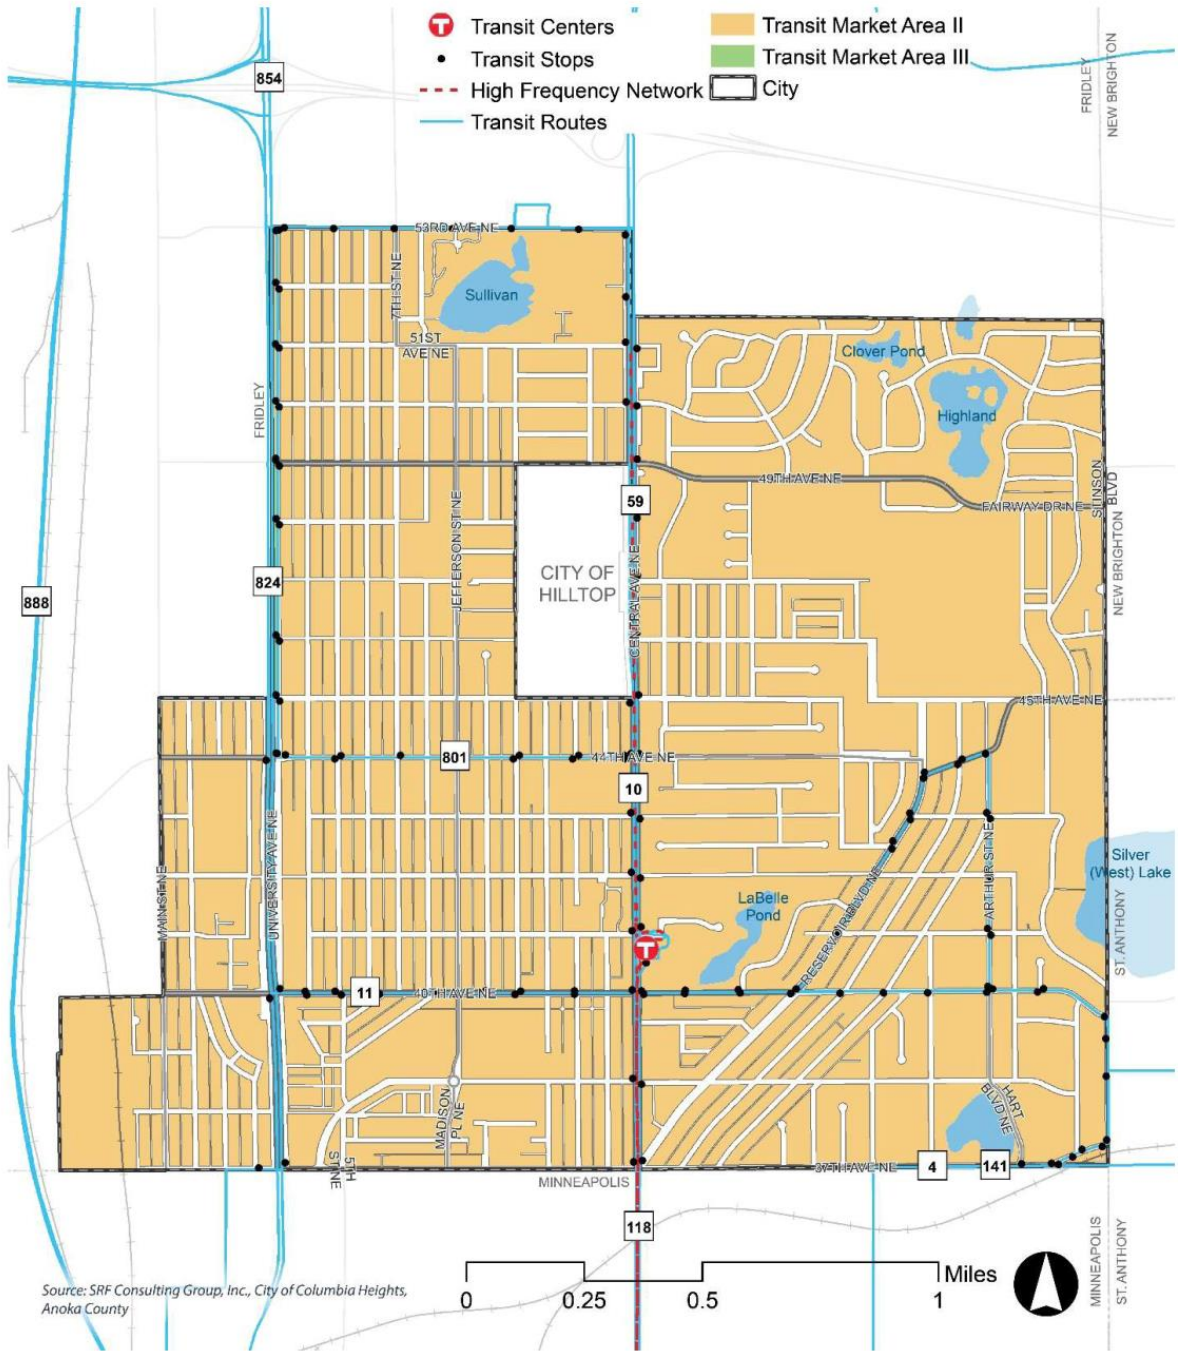 T Transit Centers
Transit Stops
High Frequency Network
Transit Routes
Transit Market Area II
Transit Market Area III
City
FRIDLEY
NEW BRIGHTON
854
53RD AVE NE
7TH ST NE
Sullivan
51ST
AVE NE
Clover Pond
Highland
FRIDLEY
49TH AVE NE
59
FAIRWAY DR NE
STINSON
BLVD
NEW BRIGHTON
JEFFERSON ST NE
CITY OF
HILLTOP
CENTRAL AVE NE
824
888
45TH AVE NE
801
44TH AVE NE
10
UNIVERSITY AVE NE
MAIN ST NE
Silver
(West) Lake
ARTHUR ST NE
LaBelle
Pond
RESERVOIR BLVD NE
ST. ANTHONY
T
11
40TH AVE NE
MADISON
PL NE
HART
BLVD NE
5TH
ST NE
37TH AVE NE
4
141
MINNEAPOLIS
118
MINNEAPOLIS
ST. ANTHONY
Source: SRF Consulting Group, Inc., City of Columbia Heights,
Anoka County
Miles
0 0.25 0.5 1